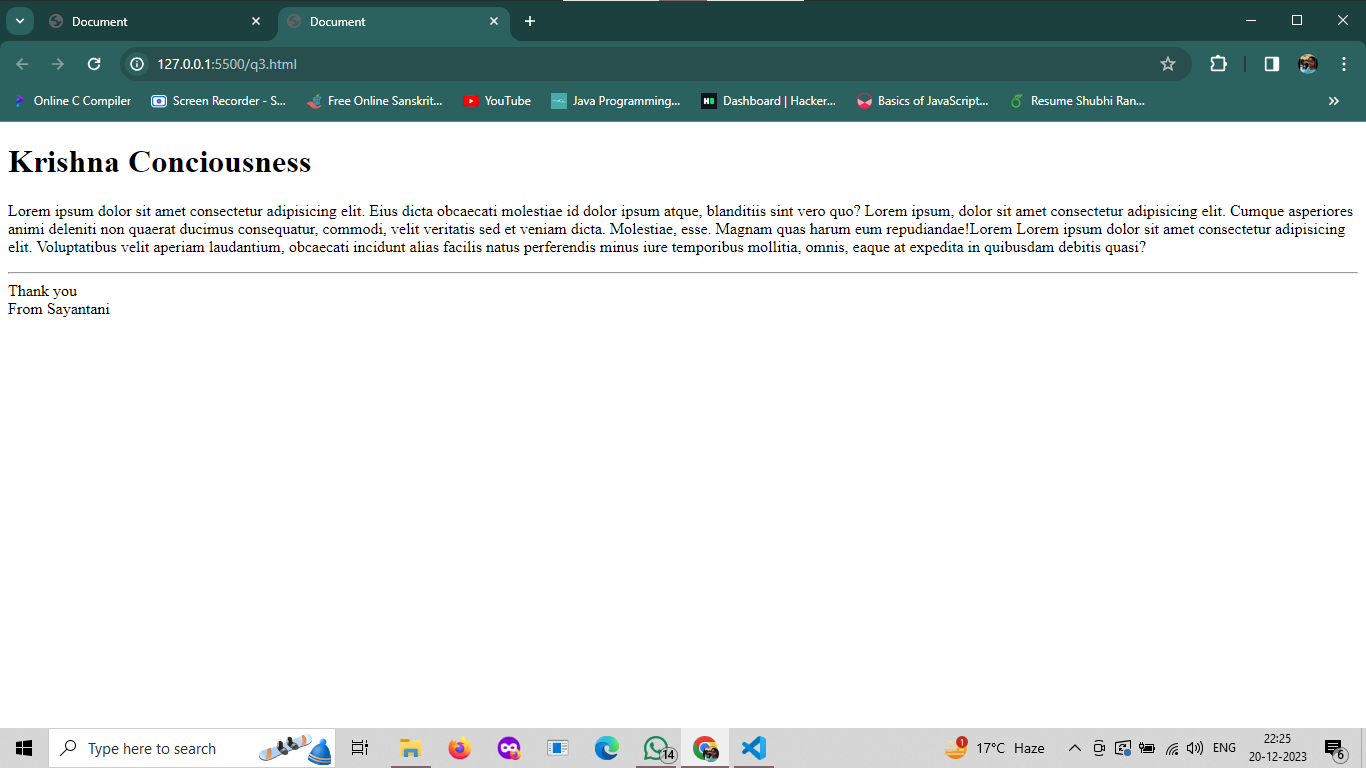 Document
Document
127.0.0.1:5500/q3.html
Online C Compiler
Screen Recorder - S...
Free Online Sanskrit...
YouTube
Java Programming...
Dashboard | Hacker...
Basics of JavaScript...
Resume Shubhi Ran...
Krishna Conciousness
Lorem ipsum dolor sit amet consectetur adipisicing elit. Eius dicta obcaecati molestiae id dolor ipsum atque, blanditiis sint vero quo? Lorem ipsum, dolor sit amet consectetur adipisicing elit. Cumque asperiores
animi deleniti non quaerat ducimus consequatur, commodi, velit veritatis sed et veniam dicta. Molestiae, esse. Magnam quas harum eum repudiandae!Lorem Lorem ipsum dolor sit amet consectetur adipisicing
elit. Voluptatibus velit aperiam laudantium, obcaecati incidunt alias facilis natus perferendis minus iure temporibus mollitia, omnis, eaque at expedita in quibusdam debitis quasi?
Thank you
From Sayantani
Type here to search
14
1
17°C Haze
ENG
22:25
20-12-2023
6